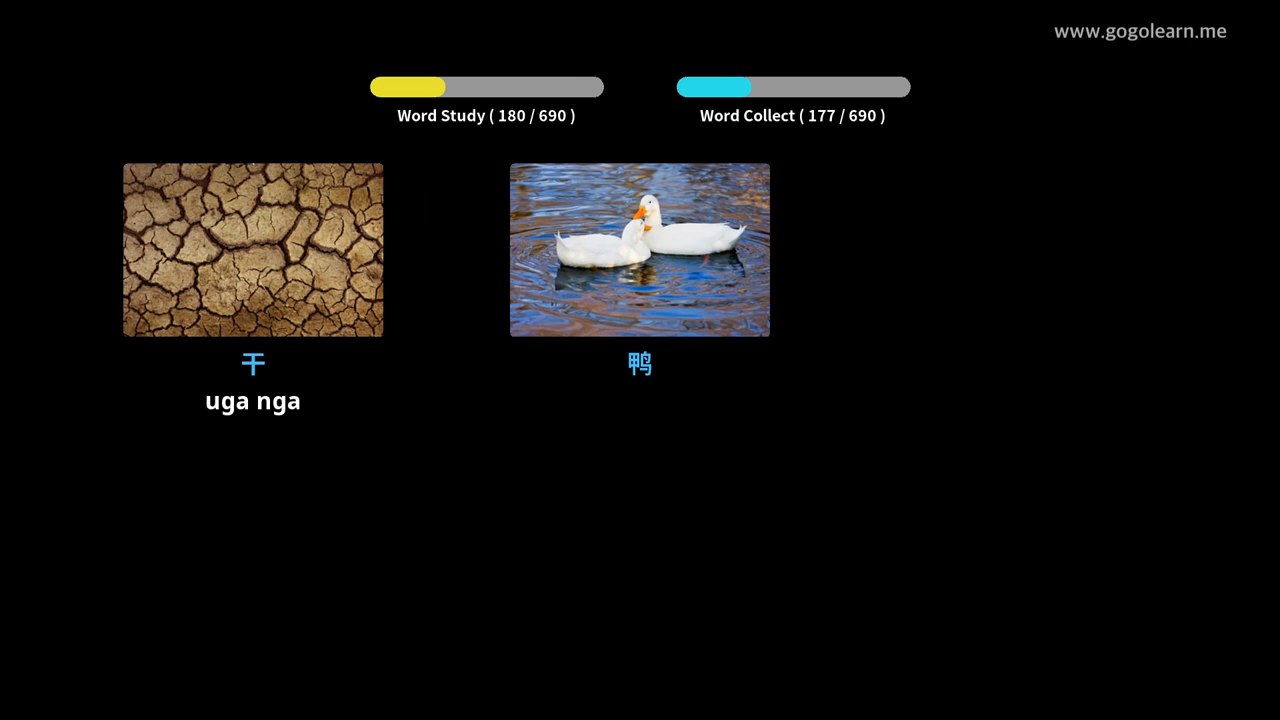 www.gogolearn.me
Word Study ( 180 / 690 )
Word Collect ( 177 / 690 )
干
uga nga
鸭